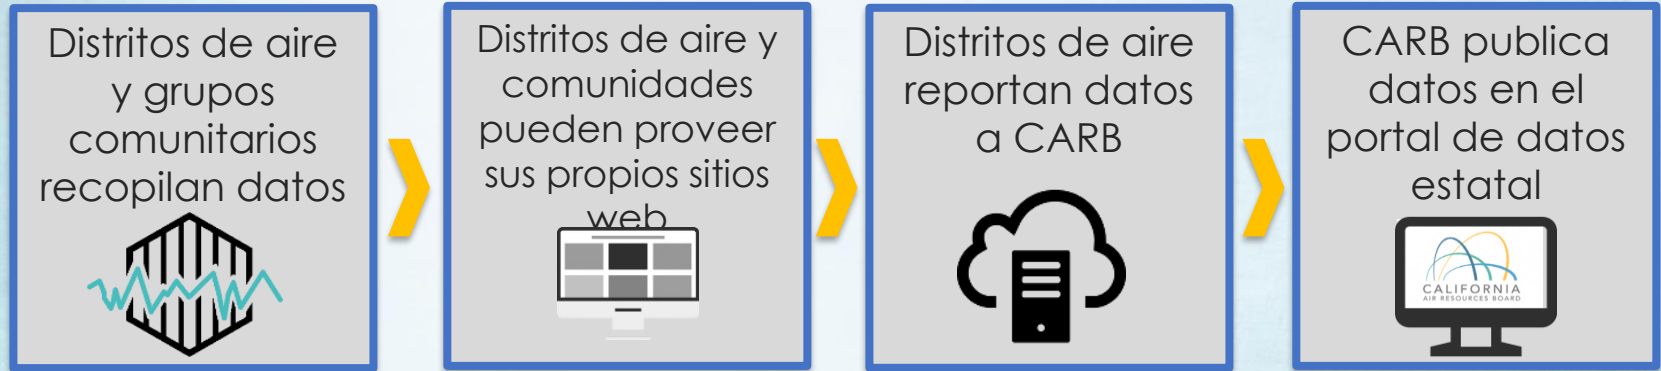 Distritos de aire
y grupos
comunitarios
recopilan datos
Distritos de aire y
comunidades
pueden proveer
sus propios sitios
web
Distritos de aire
reportan datos
a CARB
CARB publica
datos en el
portal de datos
estatal
CALIFORNIA
AIR RESOURCES BOARD